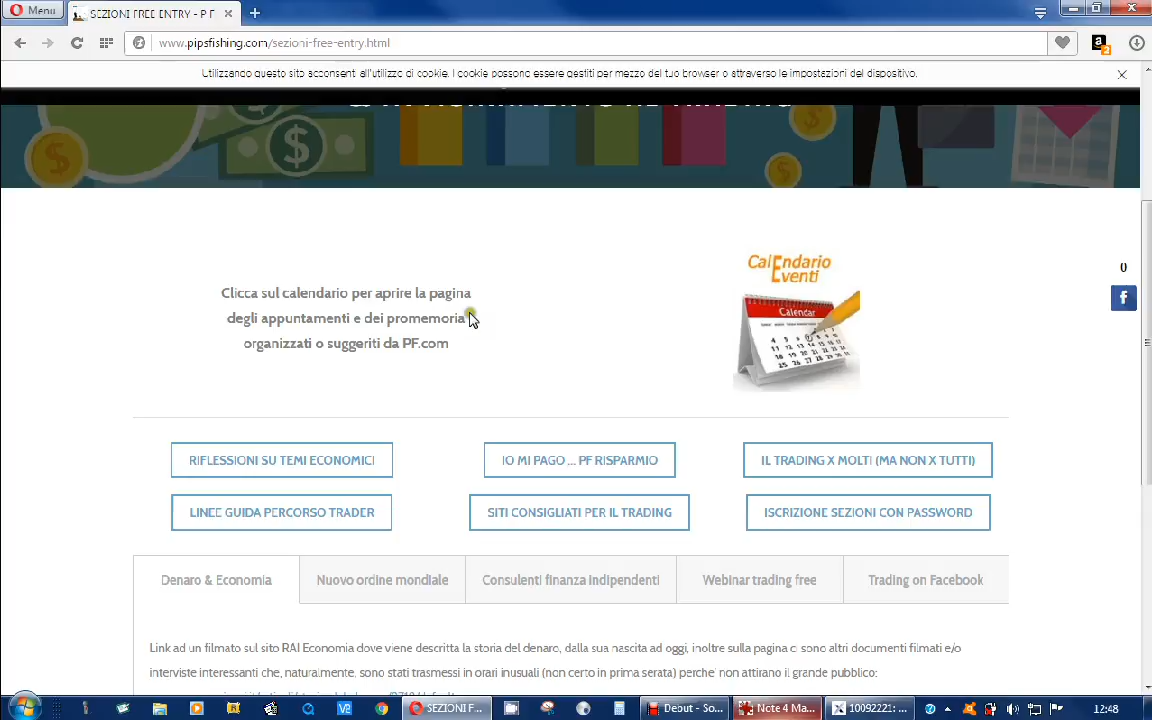 Menu
SEZIONI FREE ENTRY - P F
www.pipsfishing.com/sezioni-free-entry.html
Utilizzando questo sito acconsenti all'utilizzo di cookie. I cookie possono essere gestiti per mezzo del tuo browser o attraverso le impostazioni del dispositivo.
CalEndario
Eventi
Calendar
Clicca sul calendario per aprire la pagina
degli appuntamenti e dei promemoria
organizzati o suggeriti da PF.com
0
RIFLESSIONI SU TEMI ECONOMICI
IO MI PAGO ... PF RISPARMIO
IL TRADING X MOLTI (MA NON X TUTTI)
LINEE GUIDA PERCORSO TRADER
SITI CONSIGLIATI PER IL TRADING
ISCRIZIONE SEZIONI CON PASSWORD
Denaro & Economia
Nuovo ordine mondiale
Consulenti finanza indipendenti
Webinar trading free
Trading on Facebook
Link ad un filmato sul sito RAI Economia dove viene descritta la storia del denaro, dalla sua nascita ad oggi, inoltre sulla pagina ci sono altri documenti filmati e/o
interviste interessanti che, naturalmente, sono stati trasmessi in orari inusuali (non certo in prima serata) perche' non attirano il grande pubblico:
SEZIONI F...
Debut - So...
Note 4 Ma...
10092221: ...
12:48